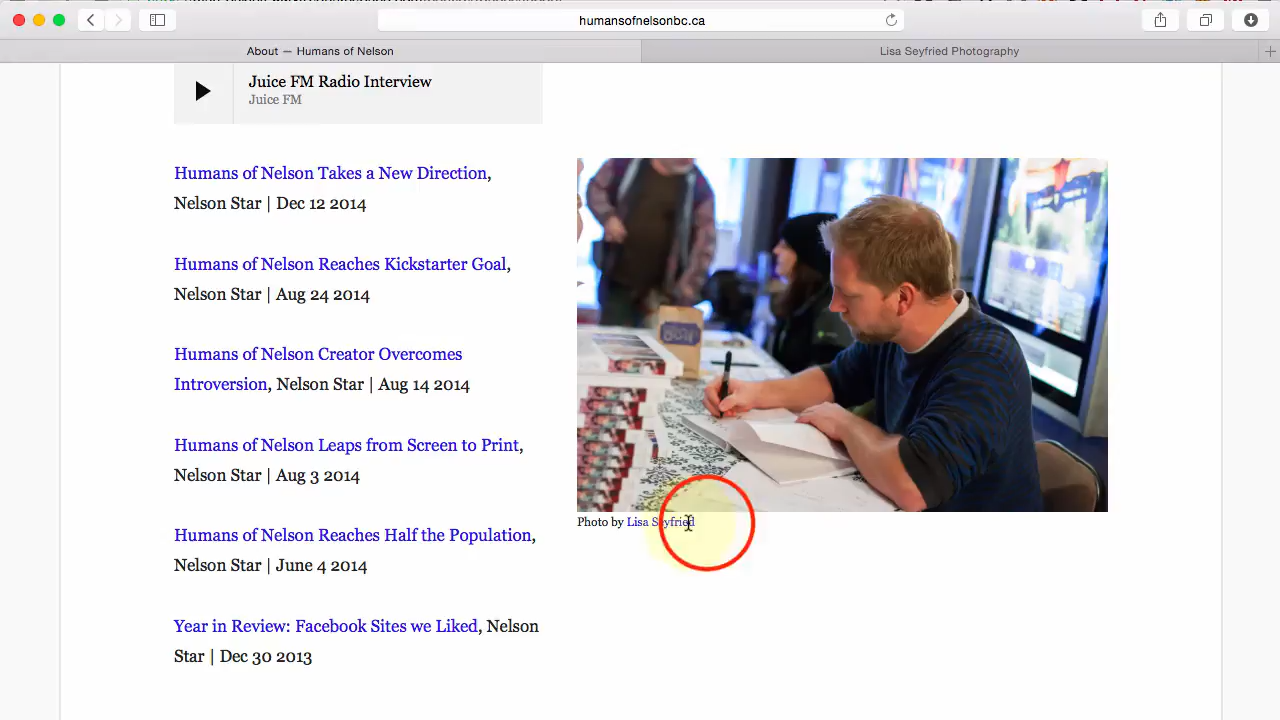 humansofnelsonbc.ca
About — Humans of Nelson
Lisa Seyfried Photography
Juice FM Radio Interview
Juice FM
Humans of Nelson Takes a New Direction,
Nelson Star | Dec 12 2014
Humans of Nelson Reaches Kickstarter Goal,
Nelson Star | Aug 24 2014
Humans of Nelson Creator Overcomes
Introversion, Nelson Star | Aug 14 2014
Humans of Nelson Leaps from Screen to Print,
Nelson Star | Aug 3 2014
Humans of Nelson Reaches Half the Population,
Nelson Star | June 4 2014
Year in Review: Facebook Sites we Liked, Nelson
Star | Dec 30 2013
Photo by Lisa Seyfried